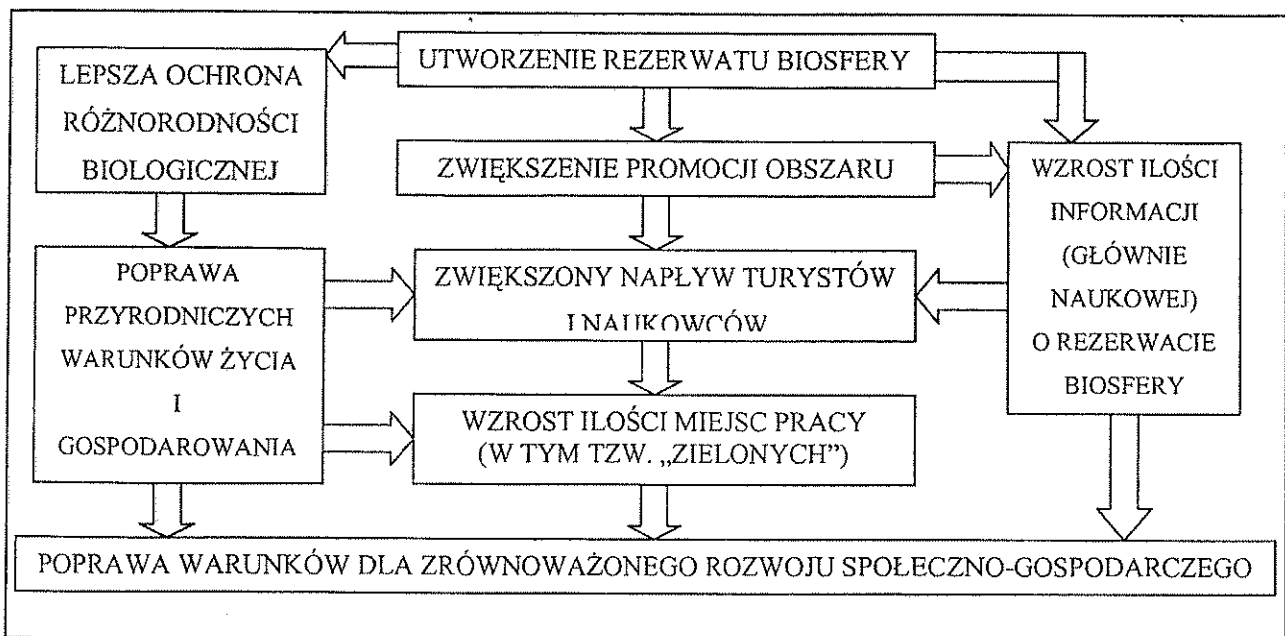 UTWORZENIE REZERWATU BIOSFERY
LEPSZA OCHRONA
RÓŻNORODNOŚCI
BIOLOGICZNEJ
ZWIĘKSZENIE PROMOCJI OBSZARU
WZROST ILOŚCI
INFORMACJI
(GŁÓWNIE
NAUKOWEJ)
O REZERWACIE
BIOSFERY
POPRAWA
PRZYRODNICZYCH
WARUNKÓW ŻYCIA
I
GOSPODAROWANIA
ZWIĘKSZONY NAPŁYW TURYSTÓW
I NAUKOWCÓW
WZROST ILOŚCI MIEJSC PRACY
(W TYM TZW. „ZIELONYCH”)
POPRAWA WARUNKÓW DLA ZRÓWNOWAŻONEGO ROZWOJU SPOŁECZNO-GOSPODARCZEGO